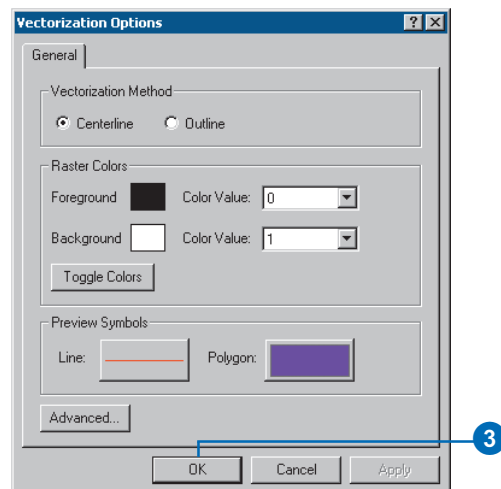 Vectorization Options
General
Vectorization Method
Centerline Outline
Raster Colors
Foreground Color Value: 0
Background Color Value: 1
Toggle Colors
Preview Symbols
Line: Polygon:
Advanced...
3
OK Cancel Apply